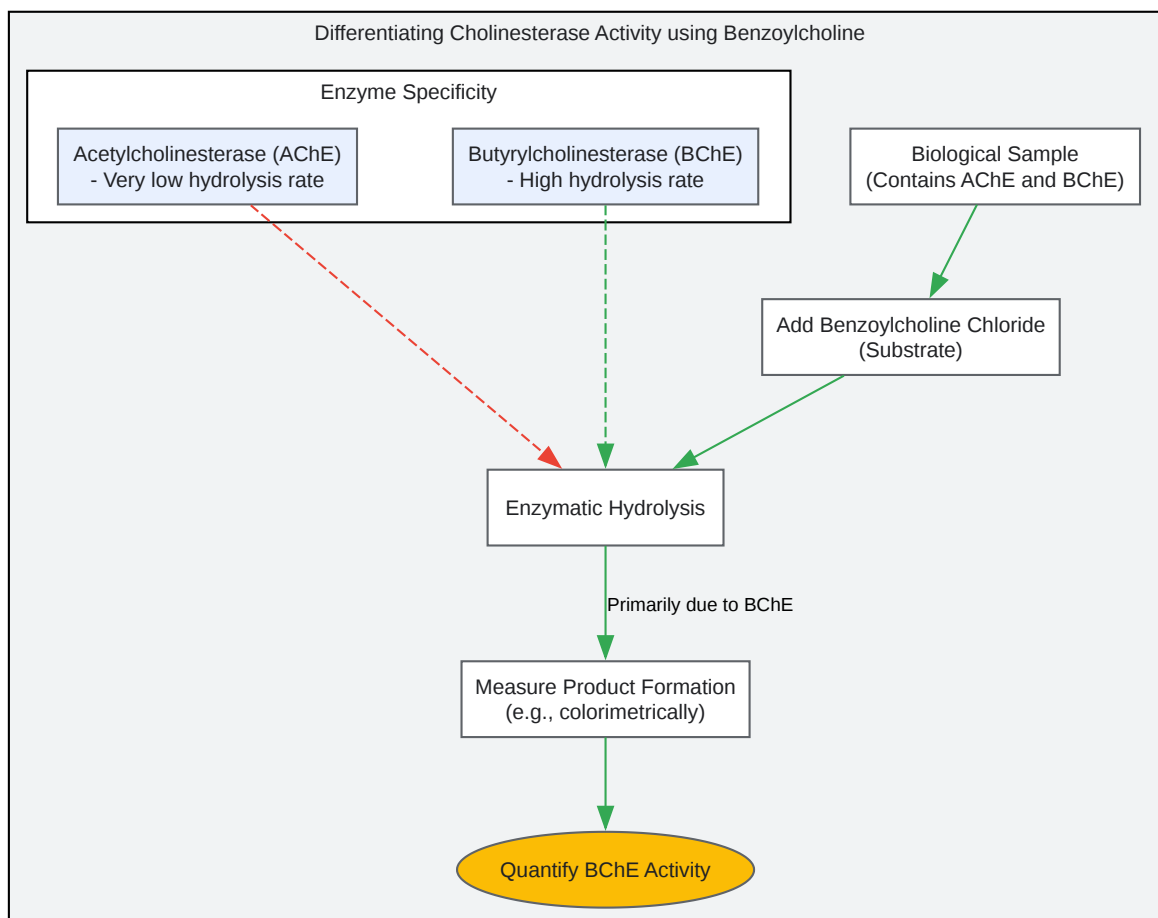 Differentiating Cholinesterase Activity using Benzoylcholine
Enzyme Specificity
Acetylcholinesterase (AChE)
- Very low hydrolysis rate
Butyrylcholinesterase (BChE)
- High hydrolysis rate
Biological Sample
(Contains AChE and BChE)
Add Benzoylcholine Chloride
(Substrate)
Enzymatic Hydrolysis
Primarily due to BChE
Measure Product Formation
(e.g., colorimetrically)
Quantify BChE Activity